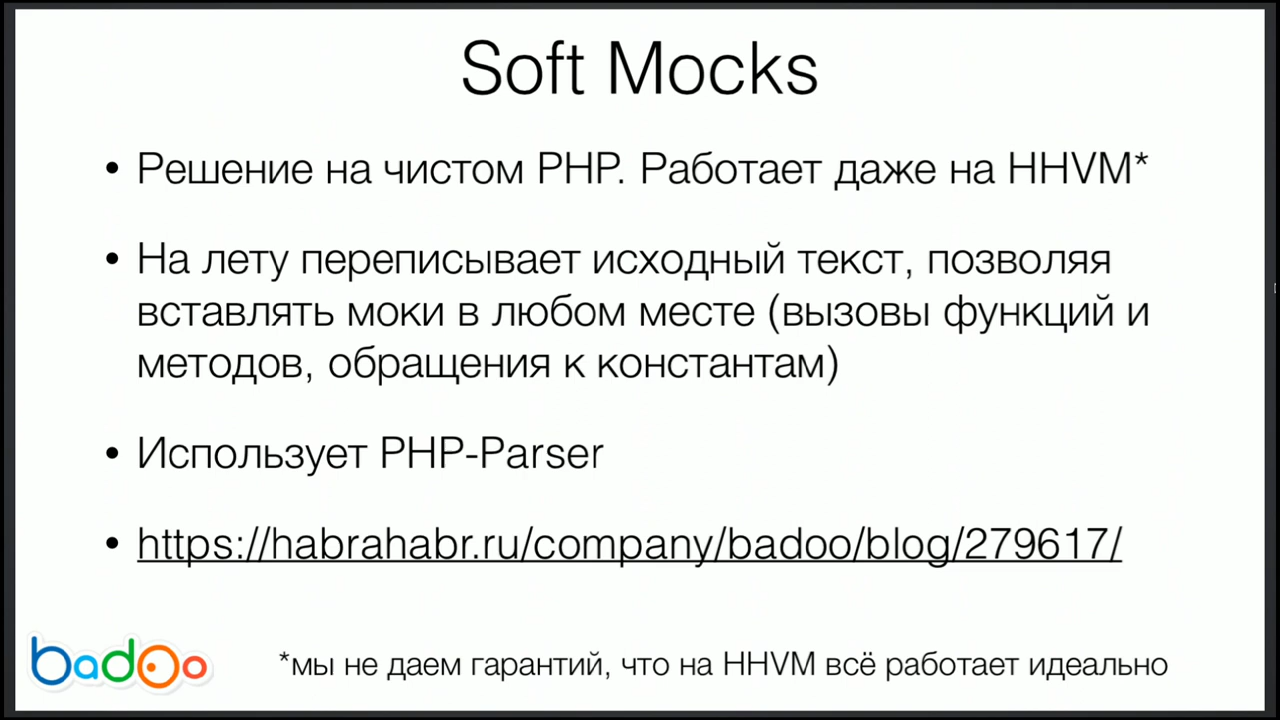 Soft Mocks
• Решение на чистом PHP. Работает даже на HHVM*
• На лету переписывает исходный текст, позволяя
вставлять моки в любом месте (вызовы функций и
методов, обращения к константам)
• Использует PHP-Parser
• https://habrahabr.ru/company/badoo/blog/279617/
badoo
*мы не даем гарантий, что на HHVM всё работает идеально